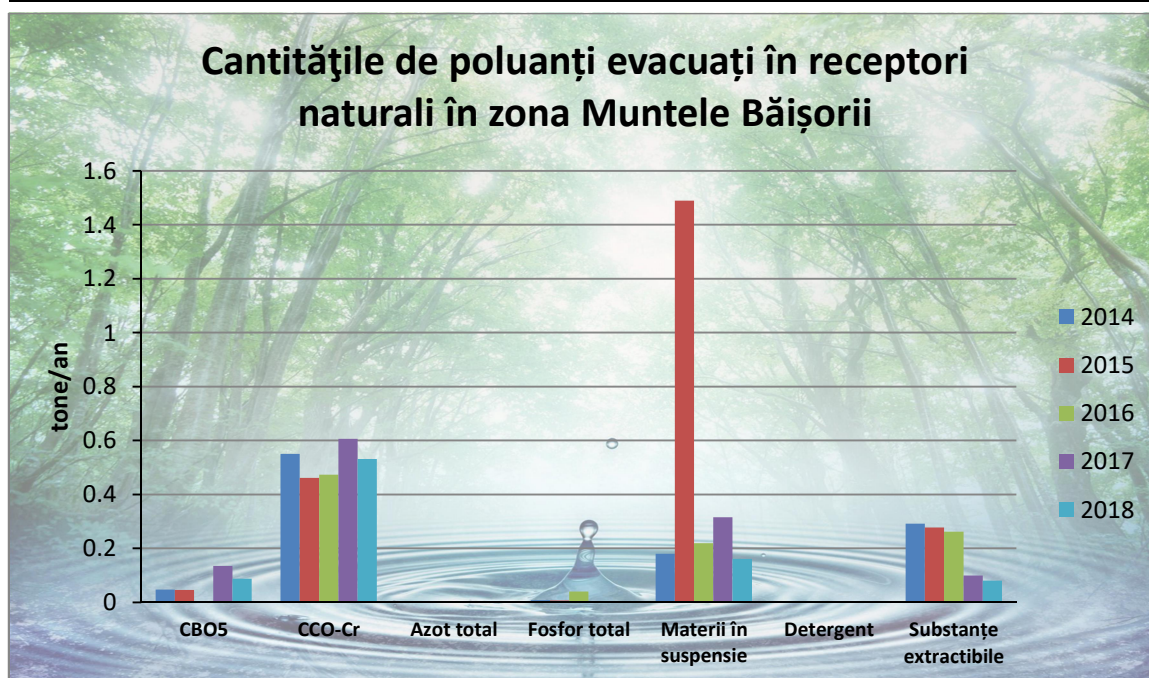 Cantităţile de poluanți evacuați în receptori
naturali în zona Muntele Băișorii
tone/an
1.6
1.4
1.2
1
0.8
0.6
0.4
0.2
0
CBO5
CCO-Cr
Azot total
Fosfor total
Materii în
suspensie
Detergent
Substanțe
extractibile
2014
2015
2016
2017
2018